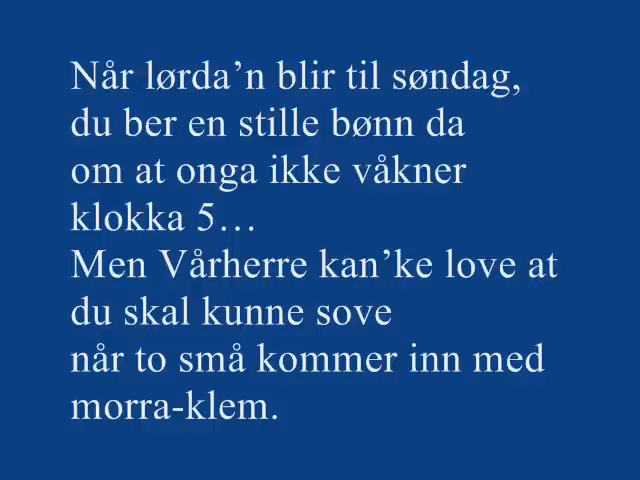 Når lørda’n blir til søndag,
du ber en stille bønn da
om at onga ikke våkner
klokka 5…
Men Vårherre kan’ke love at
du skal kunne sove
når to små kommer inn med
morra-klem.